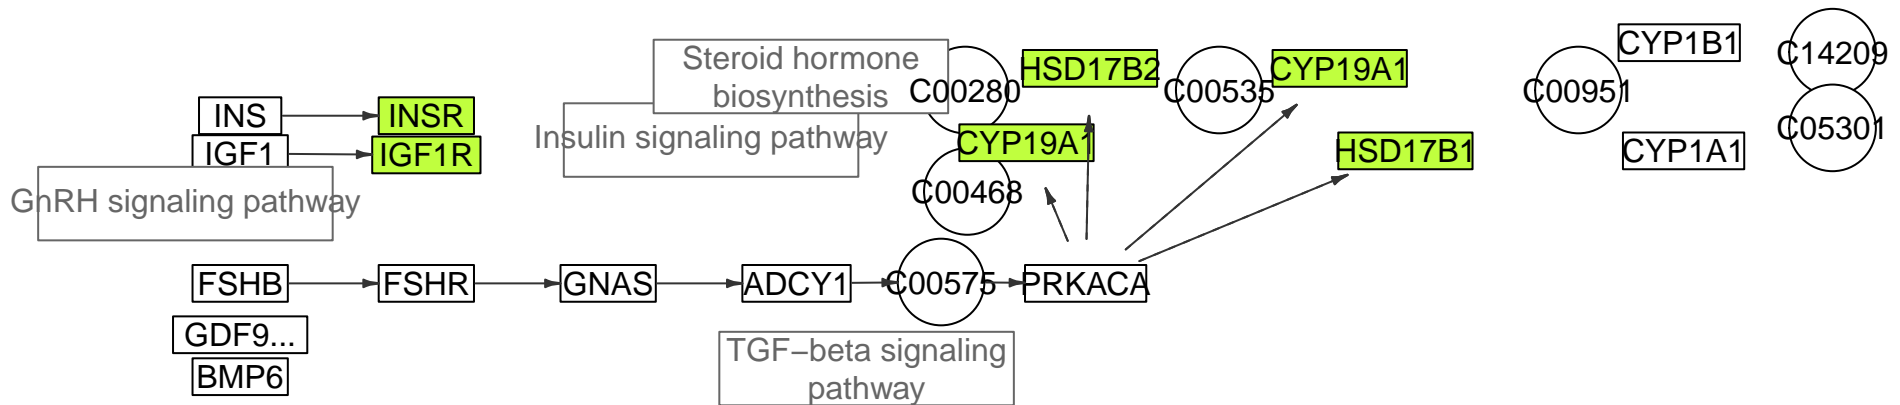 Steroid hormone
biosynthesis
C00280
HSD17B2
C00535
CYP19A1
C00951
CYP1B1
C14209
INS
INSR
Insulin signaling pathway
CYP19A1
HSD17B1
CYP1A1
C05301
IGF1
IGF1R
GnRH signaling pathway
C00468
FSHB
FSHR
GNAS
ADCY1
C00575
PRKACA
GDF9...
BMP6
TGF−beta signaling
pathway